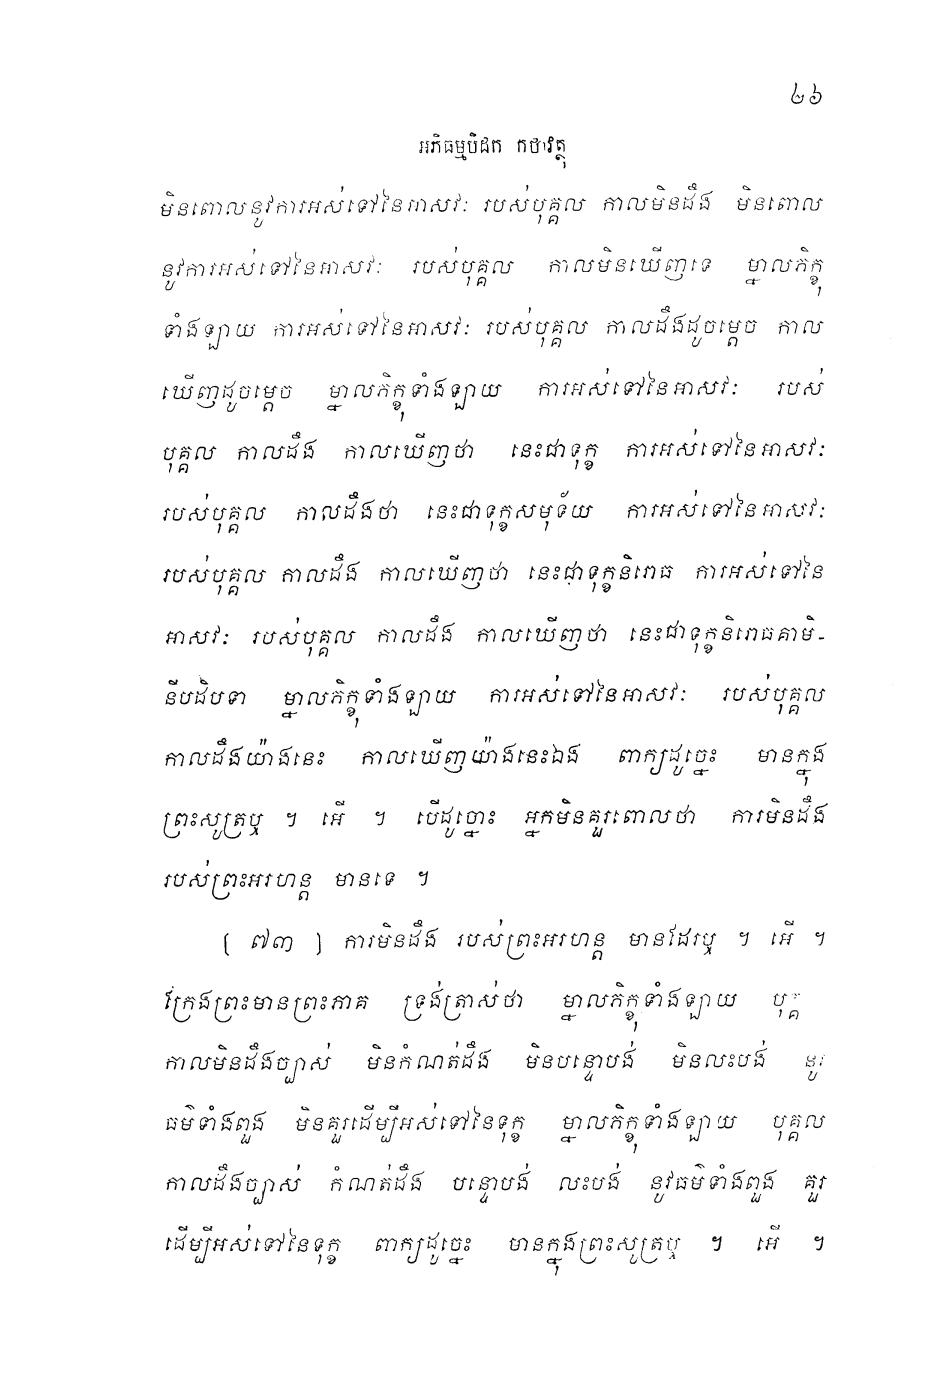 ២៦
អភិធម្មបិដក កថាវត្ថុ
មិនពោលនូវការអស់ទៅនៃអាសវៈ របស់បុគ្គល កាលមិនដឹង មិនពោល
នូវការអស់ទៅនៃអាសវៈ របស់បុគ្គល កាលមិនឃើញទេ ម្នាលភិក្ខុ
ទាំងឡាយ ការអស់ទៅនៃអាសវៈ របស់បុគ្គល កាលដឹងដូចម្តេច កាល
ឃើញដូចម្តេច ម្នាលភិក្ខុទាំងឡាយ ការអស់ទៅនៃអាសវៈ របស់
បុគ្គល កាលដឹង កាលឃើញថា នេះជាទុក្ខ ការអស់ទៅនៃអាសវៈ
របស់បុគ្គល កាលដឹងថា នេះជាទុក្ខសមុទ័យ ការអស់ទៅនៃអាសវៈ
របស់បុគ្គល កាលដឹង កាលឃើញថា នេះជាទុក្ខនិរោធ ការអស់ទៅនៃ
អាសវៈ របស់បុគ្គល កាលដឹង កាលឃើញថា នេះជាទុក្ខនិរោធគាមិ-
នីបដិបទា ម្នាលភិក្ខុទាំងឡាយ ការអស់ទៅនៃអាសវៈ របស់បុគ្គល
កាលដឹងយ៉ាងនេះ កាលឃើញយ៉ាងនេះឯង ពាក្យដូច្នេះ មានក្នុង
ព្រះសូត្រឬ ។ អើ ។ បើដូច្នោះ អ្នកមិនគួរពោលថា ការមិនដឹង
របស់ព្រះអរហន្ត មានទេ ។
( ៧៣ ) ការមិនដឹង របស់ព្រះអរហន្ត មានដែរឬ ។ អើ ។
ក្រែងព្រះមានព្រះភាគ ទ្រង់ត្រាស់ថា ម្នាលភិក្ខុទាំងឡាយ បុគ្គ
កាលមិនដឹងច្បាស់ មិនកំណត់ដឹង មិនបន្ទោបង់ មិនលះបង់ នូវ
ធម៌ទាំងពួង មិនគួរដើម្បីអស់ទៅនៃទុក្ខ ម្នាលភិក្ខុទាំងឡាយ បុគ្គល
កាលដឹងច្បាស់ កំណត់ដឹង បន្ទោបង់ លះបង់ នូវធម៌ទាំងពួង គួរ
ដើម្បីអស់ទៅនៃទុក្ខ ពាក្យដូច្នេះ មានក្នុងព្រះសូត្រឬ ។ អើ ។